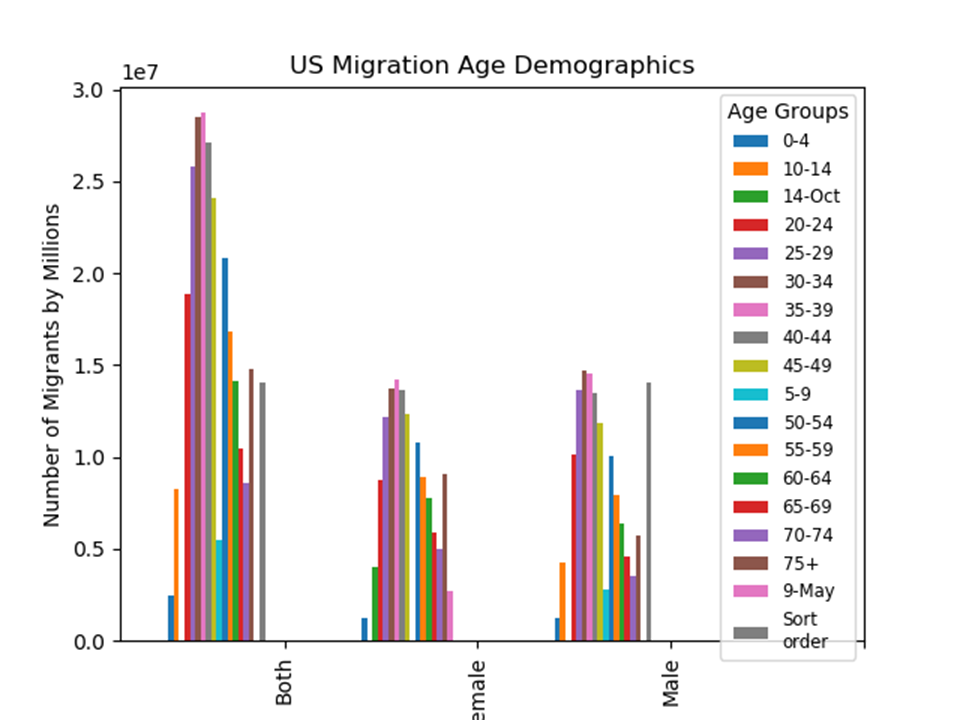 US Migration Age Demographics
1e7
3.0
2.5
2.0
1.5
1.0
0.5
0.0
Number of Migrants by Millions
Both
emale
Male
Age Groups
0-4
10-14
14-Oct
20-24
25-29
30-34
35-39
40-44
45-49
5-9
50-54
55-59
60-64
65-69
70-74
75+
9-May
Sort
order